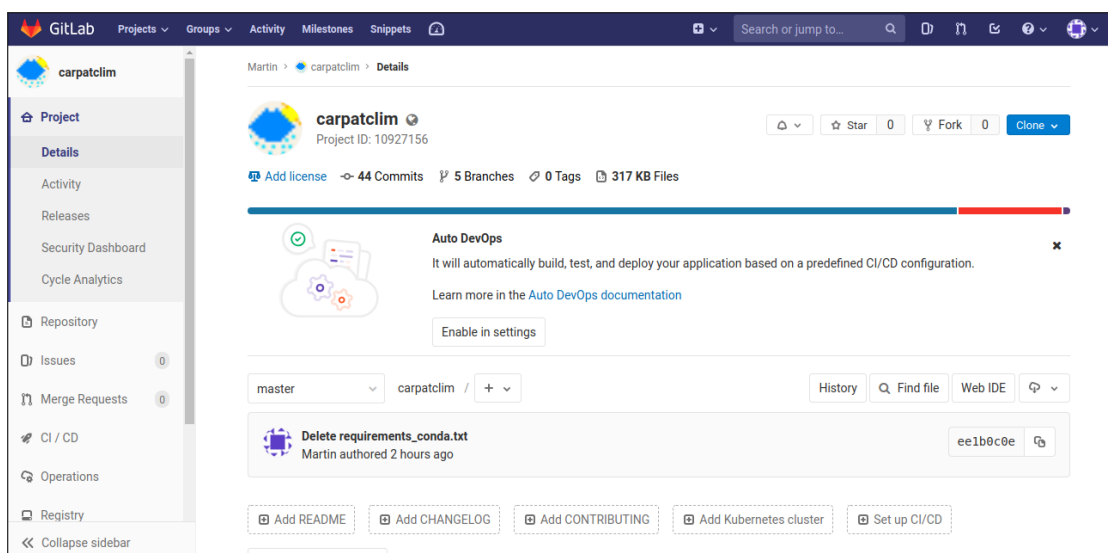 GitLab Projects Groups Activity Milestones Snippets Search or jump to...
carpatclim
Project
Details
Activity
Releases
Security Dashboard
Cycle Analytics
Repository
Issues 0
Merge Requests 0
CI / CD
Operations
Registry
Collapse sidebar
Martin > carpatclim > Details
carpatclim
Project ID: 10927156
Star 0 Fork 0 Clone
Add license 44 Commits 5 Branches 0 Tags 317 KB Files
Auto DevOps
It will automatically build, test, and deploy your application based on a predefined CI/CD configuration.
Learn more in the Auto DevOps documentation
Enable in settings
master carpatclim / + History Find file Web IDE
Delete requirements_conda.txt
Martin authored 2 hours ago
ee1b0c0e
Add README Add CHANGELOG Add CONTRIBUTING Add Kubernetes cluster Set up CI/CD